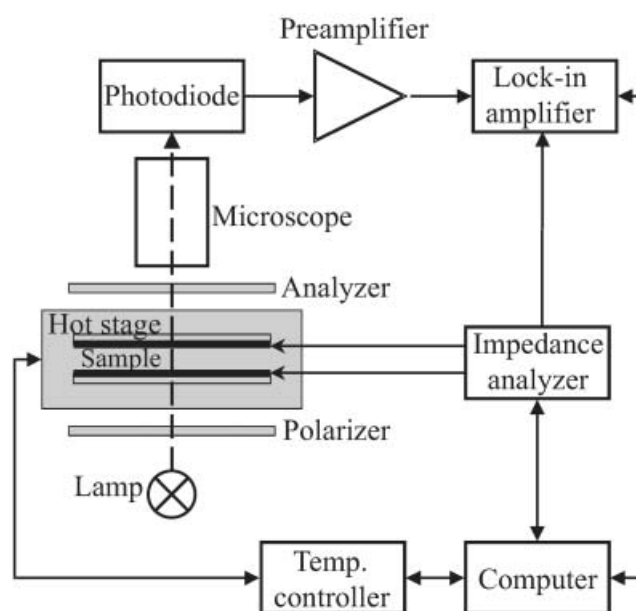 Preamplifier
Photodiode
Lock-in
amplifier
Microscope
Analyzer
Hot stage
Sample
Impedance
analyzer
Polarizer
Lamp
Temp.
controller
Computer